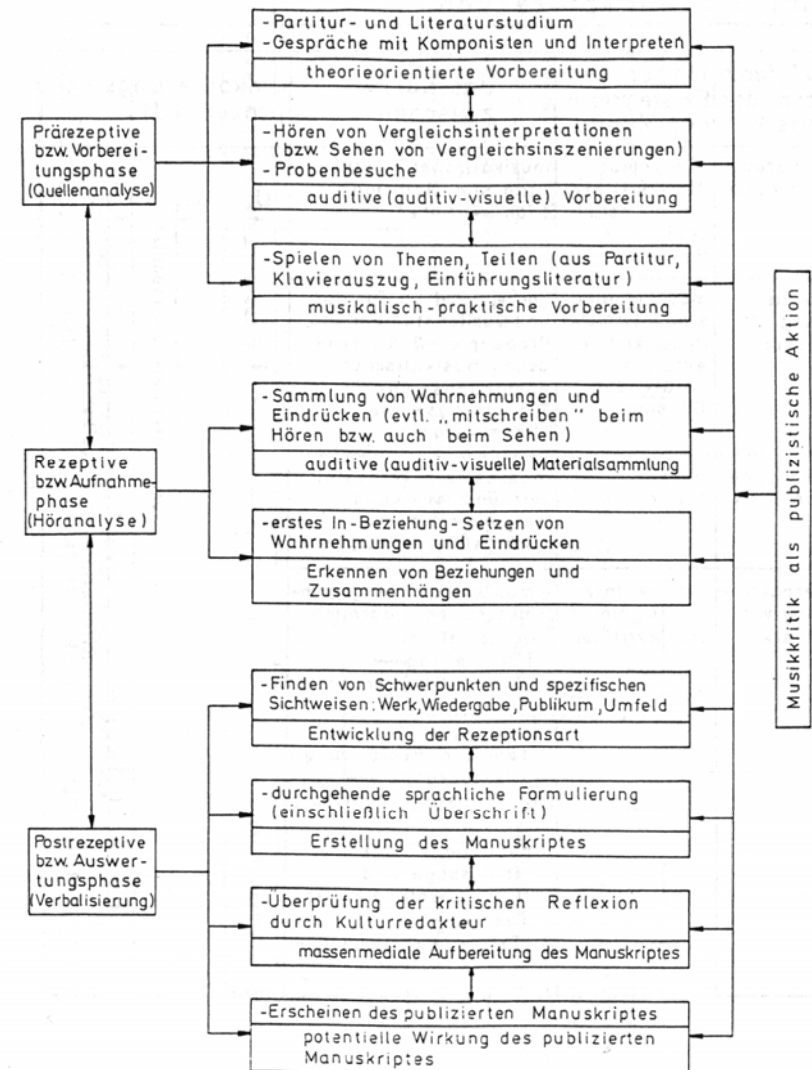 -Partitur- und Literaturstudium
-Gespräche mit Komponisten und Interpreten
theorieorientierte Vorbereitung
Prärezeptive
bzw. Vorberei-
tungsphase
(Quellenanalyse)
-Hören von Vergleichsinterpretationen
(bzw. Sehen von Vergleichsinszenierungen)
-Probenbesuche
auditive (auditiv-visuelle) Vorbereitung
-Spielen von Themen, Teilen (aus Partitur,
Klavierauszug, Einführungsliteratur)
musikalisch-praktische Vorbereitung
Rezeptive
bzw. Aufnahme-
phase
(Höranalyse)
-Sammlung von Wahrnehmungen und
Eindrücken (evtl. „mitschreiben" beim
Hören bzw. auch beim Sehen)
auditive (auditiv-visuelle) Materialsammlung
-erstes In-Beziehung-Setzen von
Wahrnehmungen und Eindrücken
Erkennen von Beziehungen und
Zusammenhängen
Postrezeptive
bzw. Auswer-
tungsphase
(Verbalisierung)
-Finden von Schwerpunkten und spezifischen
Sichtweisen: Werk, Wiedergabe, Publikum, Umfeld
Entwicklung der Rezeptionsart
-durchgehende sprachliche Formulierung
(einschließlich Überschrift)
Erstellung des Manuskriptes
-Überprüfung der kritischen Reflexion
durch Kulturredakteur
massenmediale Aufbereitung des Manuskriptes
-Erscheinen des publizierten Manuskriptes
potentielle Wirkung des publizierten
Manuskriptes
Musikkritik als publizistische Aktion